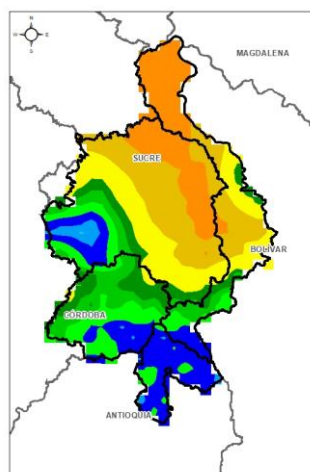 N
W E
S
MAGDALENA
SUCRE
BOLIVAR
CÓRDOBA
ANTIOQUIA